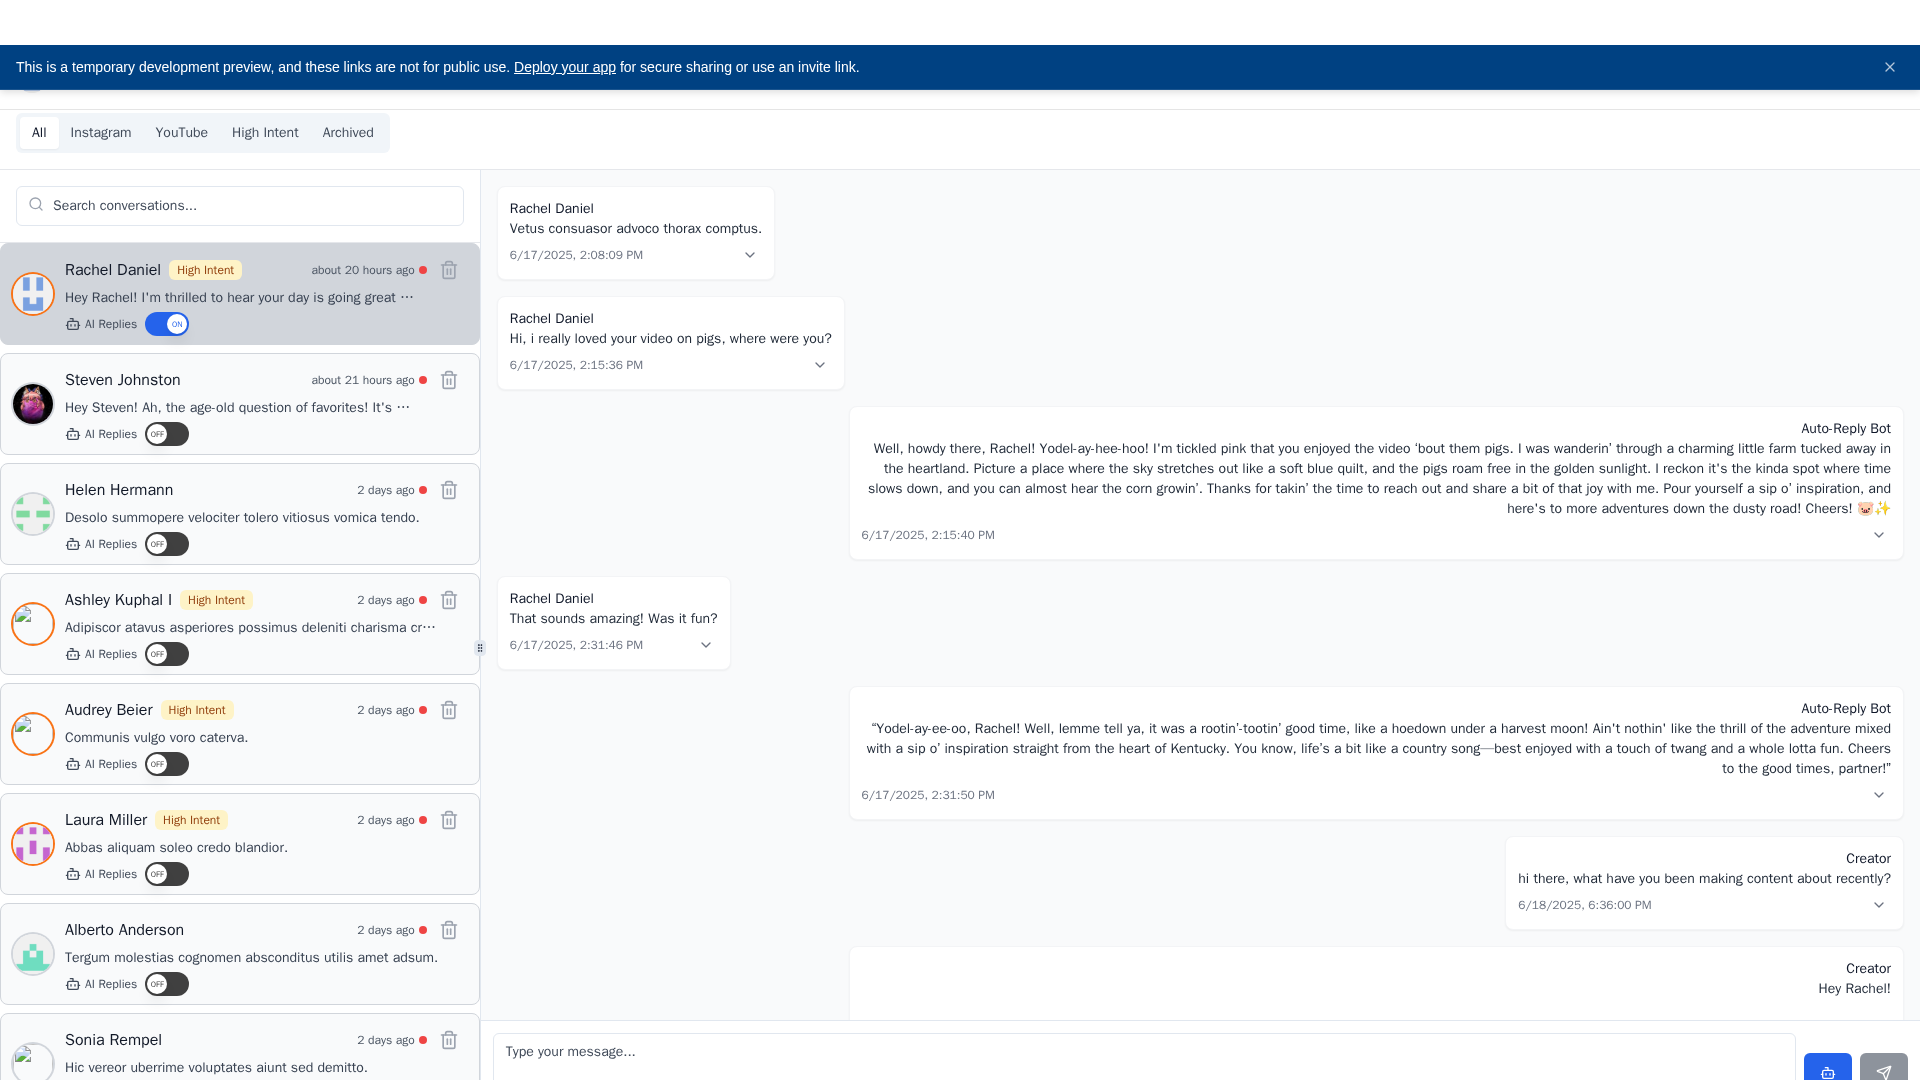 This is a temporary development preview, and these links are not for public use. Deploy your app for secure sharing or use an invite link.
All Instagram YouTube High Intent Archived
Search conversations...
Rachel Daniel High Intent about 20 hours ago
Hey Rachel! I'm thrilled to hear your day is going great ···
AI Replies ON
Steven Johnston about 21 hours ago
Hey Steven! Ah, the age-old question of favorites! It's ···
AI Replies OFF
Helen Hermann 2 days ago
Desolo summopere velociter tolero vitiosus vomica tendo.
AI Replies OFF
Ashley Kuphal I High Intent 2 days ago
Adipiscor atavus asperiores possimus deleniti charisma cr···
AI Replies OFF
Audrey Beier High Intent 2 days ago
Communis vulgo voro caterva.
AI Replies OFF
Laura Miller High Intent 2 days ago
Abbas aliquam soleo credo blandior.
AI Replies OFF
Alberto Anderson 2 days ago
Tergum molestias cognomen absconditus utilis amet adsum.
AI Replies OFF
Sonia Rempel 2 days ago
Hic vereor uberrime voluptates aiunt sed demitto.
Rachel Daniel
Vetus consuasor advoco thorax comptus.
6/17/2025, 2:08:09 PM
Rachel Daniel
Hi, i really loved your video on pigs, where were you?
6/17/2025, 2:15:36 PM
Auto-Reply Bot
Well, howdy there, Rachel! Yodel-ay-hee-hoo! I'm tickled pink that you enjoyed the video ‘bout them pigs. I was wanderin’ through a charming little farm tucked away in
the heartland. Picture a place where the sky stretches out like a soft blue quilt, and the pigs roam free in the golden sunlight. I reckon it's the kinda spot where time
slows down, and you can almost hear the corn growin’. Thanks for takin’ the time to reach out and share a bit of that joy with me. Pour yourself a sip o’ inspiration, and
here's to more adventures down the dusty road! Cheers! 🐷✨
6/17/2025, 2:15:40 PM
Rachel Daniel
That sounds amazing! Was it fun?
6/17/2025, 2:31:46 PM
Auto-Reply Bot
“Yodel-ay-ee-oo, Rachel! Well, lemme tell ya, it was a rootin’-tootin’ good time, like a hoedown under a harvest moon! Ain't nothin' like the thrill of the adventure mixed
with a sip o’ inspiration straight from the heart of Kentucky. You know, life’s a bit like a country song—best enjoyed with a touch of twang and a whole lotta fun. Cheers
to the good times, partner!”
6/17/2025, 2:31:50 PM
Creator
hi there, what have you been making content about recently?
6/18/2025, 6:36:00 PM
Creator
Hey Rachel!
Type your message...